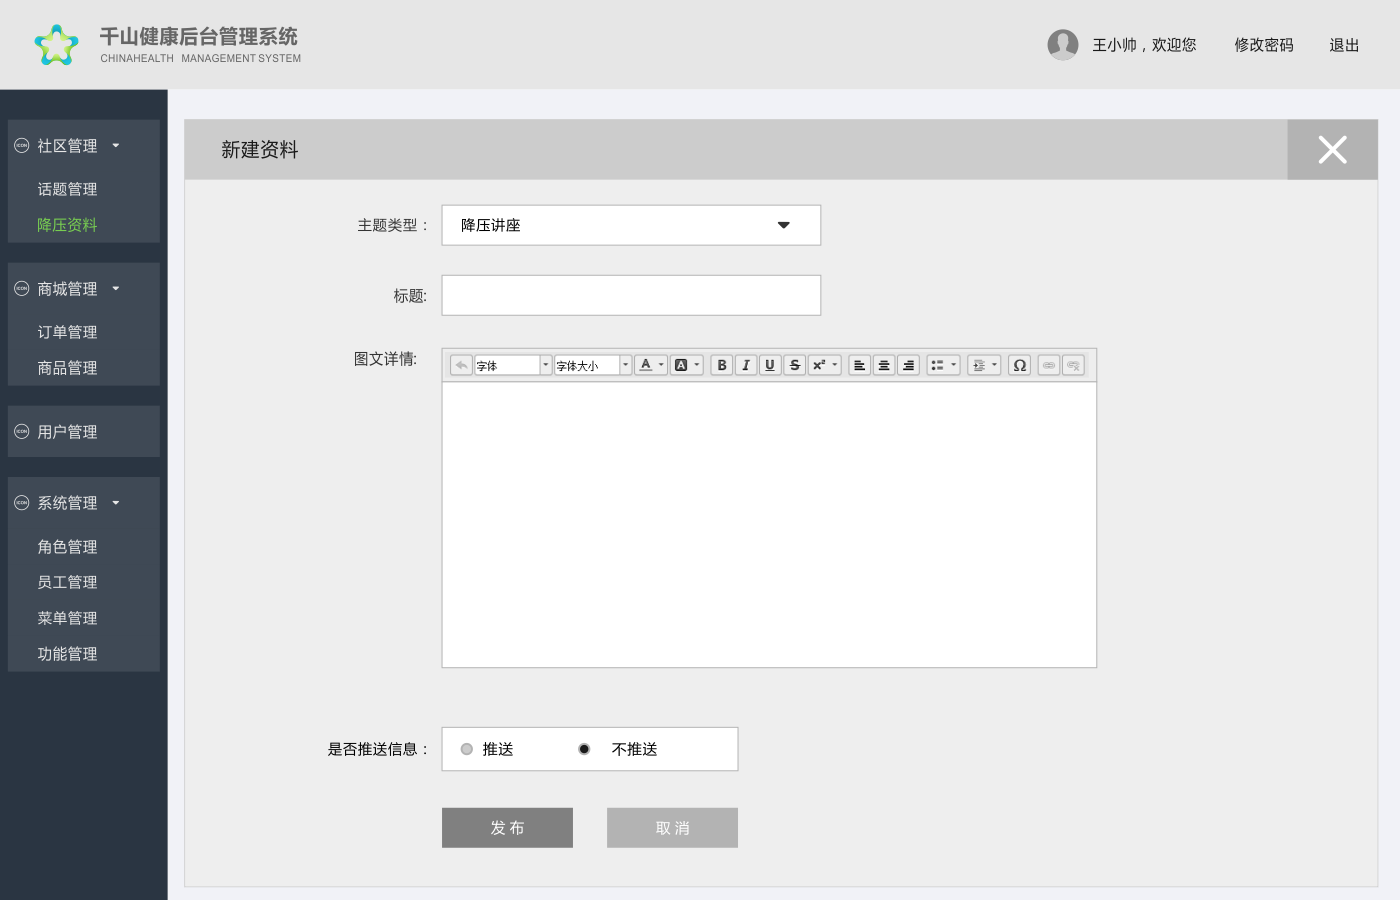 千山健康后台管理系统
CHINAHEALTH MANAGEMENT SYSTEM
王小帅，欢迎您 修改密码 退出
ICON 社区管理
话题管理
降压资料
ICON 商城管理
订单管理
商品管理
ICON 用户管理
ICON 系统管理
角色管理
员工管理
菜单管理
功能管理
新建资料
主题类型： 降压讲座
标题:
图文详情:
字体 字体大小 A A B I U S x² Ω
是否推送信息： 推送 不推送
发布 取消